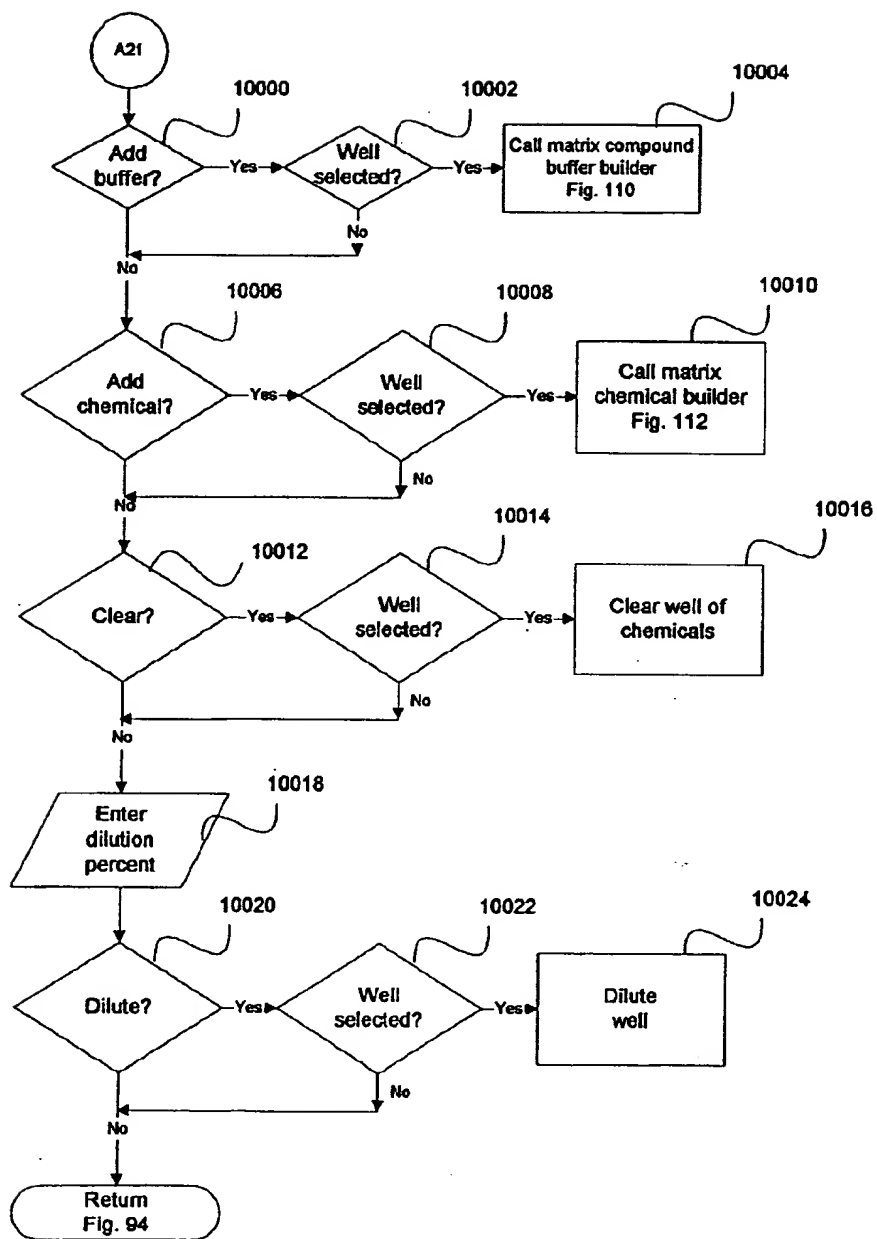 A2f
10000
10002
10004
Add
buffer?
Yes
Well
selected?
Yes
Call matrix compound
buffer builder
Fig. 110
No
No
10006
10008
10010
Add
chemical?
Yes
Well
selected?
Yes
Call matrix
chemical builder
Fig. 112
No
No
10012
10014
10016
Clear?
Yes
Well
selected?
Yes
Clear well of
chemicals
No
No
10018
Enter
dilution
percent
10020
10022
10024
Dilute?
Yes
Well
selected?
Yes
Dilute
well
No
No
Return
Fig. 94